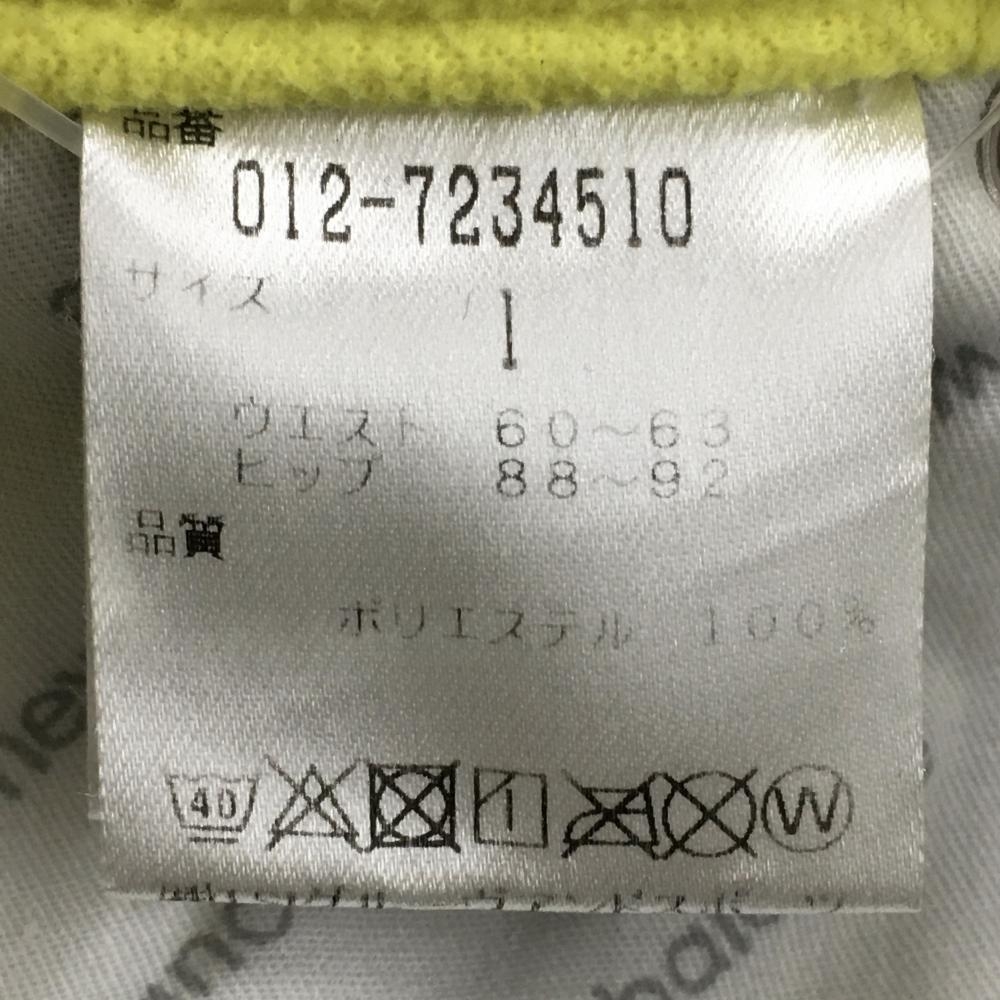 品番
012-7234510
サイズ 1
ウエスト 60~63
ヒップ 88~92
品質
ポリエステル 100%
40
W